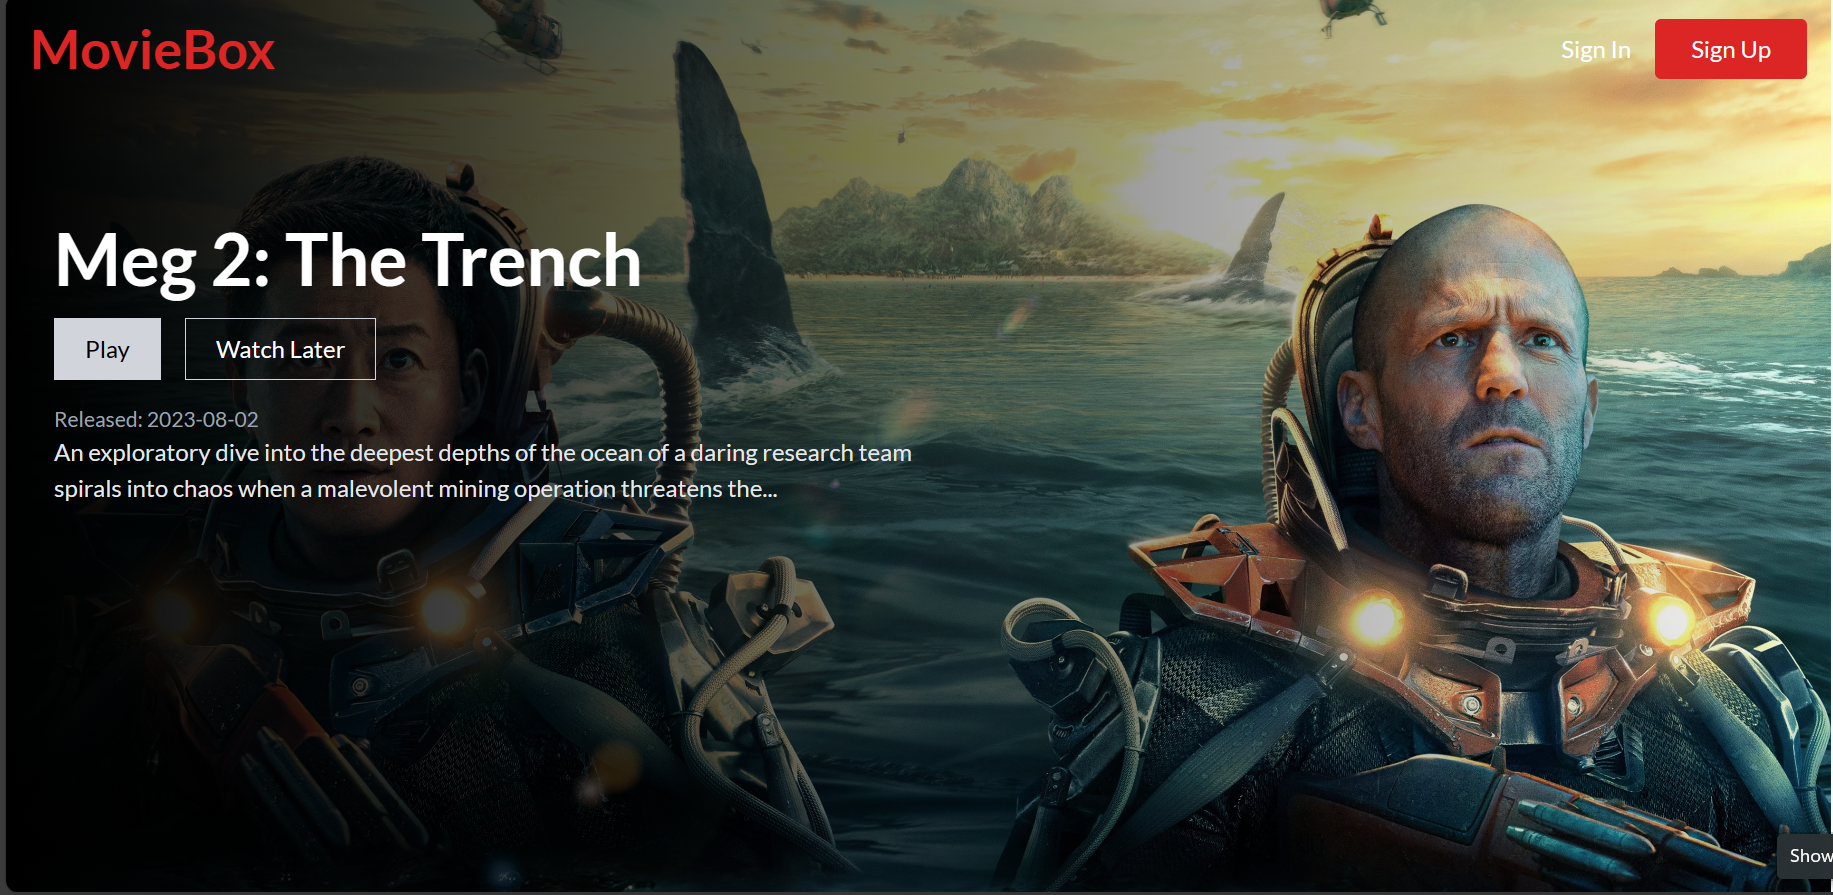 MovieBox
Sign In
Sign Up
Meg 2: The Trench
Play
Watch Later
Released: 2023-08-02
An exploratory dive into the deepest depths of the ocean of a daring research team
spirals into chaos when a malevolent mining operation threatens the...
Show